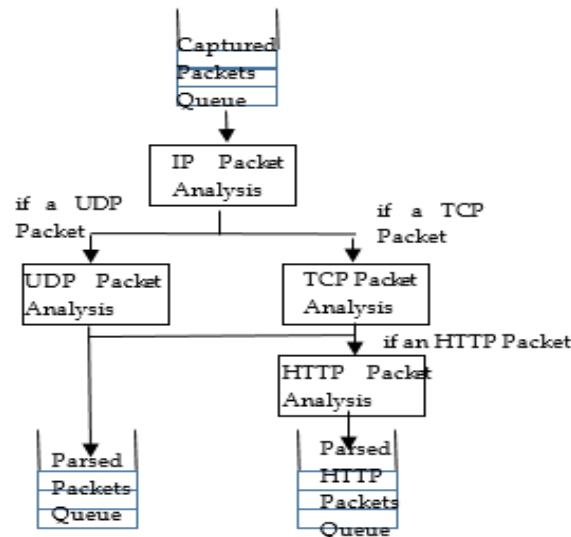 Captured
Packets
Queue
IP Packet
Analysis
if a UDP
Packet
if a TCP
Packet
UDP Packet
Analysis
TCP Packet
Analysis
if an HTTP Packet
HTTP Packet
Analysis
Parsed
Packets
Queue
Parsed
HTTP
Packets
Queue